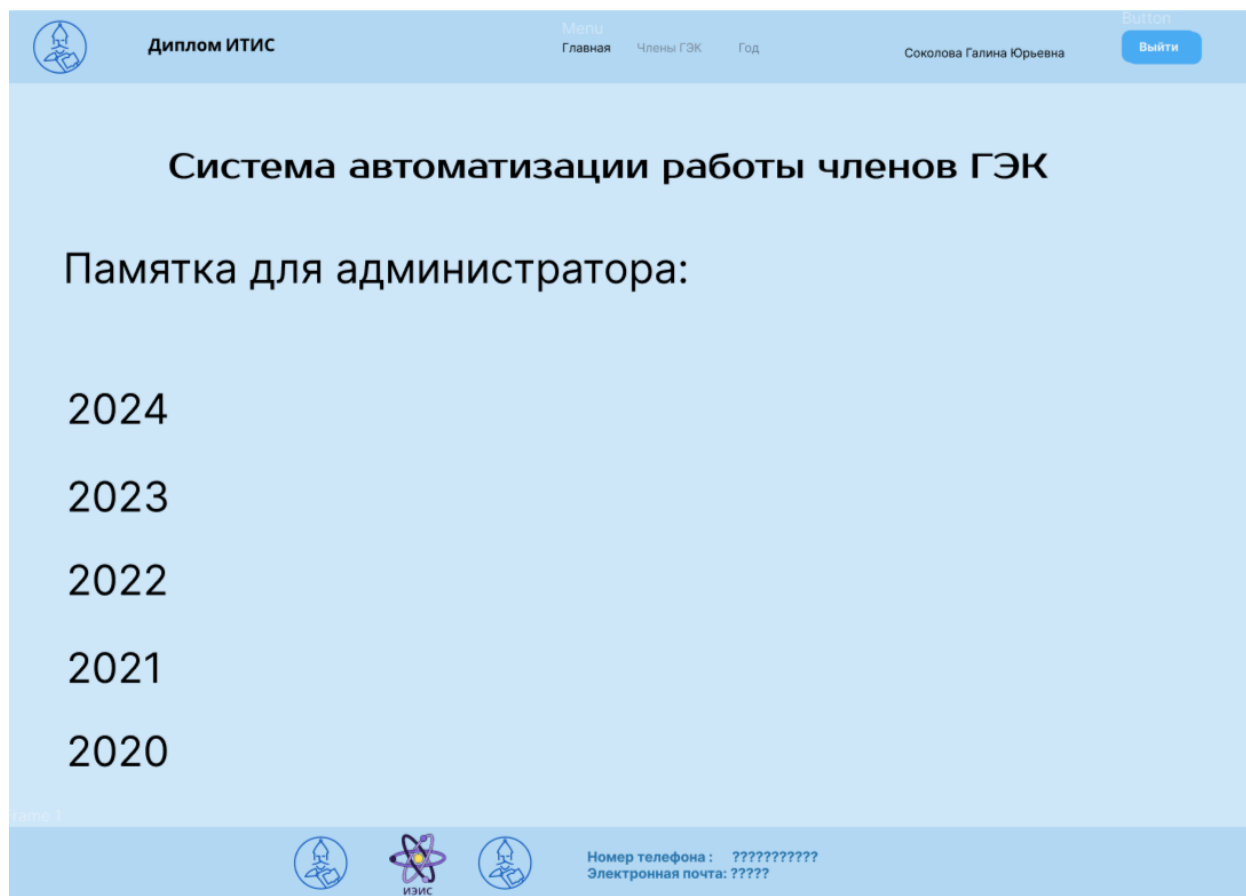 Диплом ИТИС
Menu
Главная Члены ГЭК Год
Соколова Галина Юрьевна
Button
Выйти
Система автоматизации работы членов ГЭК
Памятка для администратора:
2024
2023
2022
2021
2020
rame 1
ИЭИС
Номер телефона : ???????????
Электронная почта: ?????